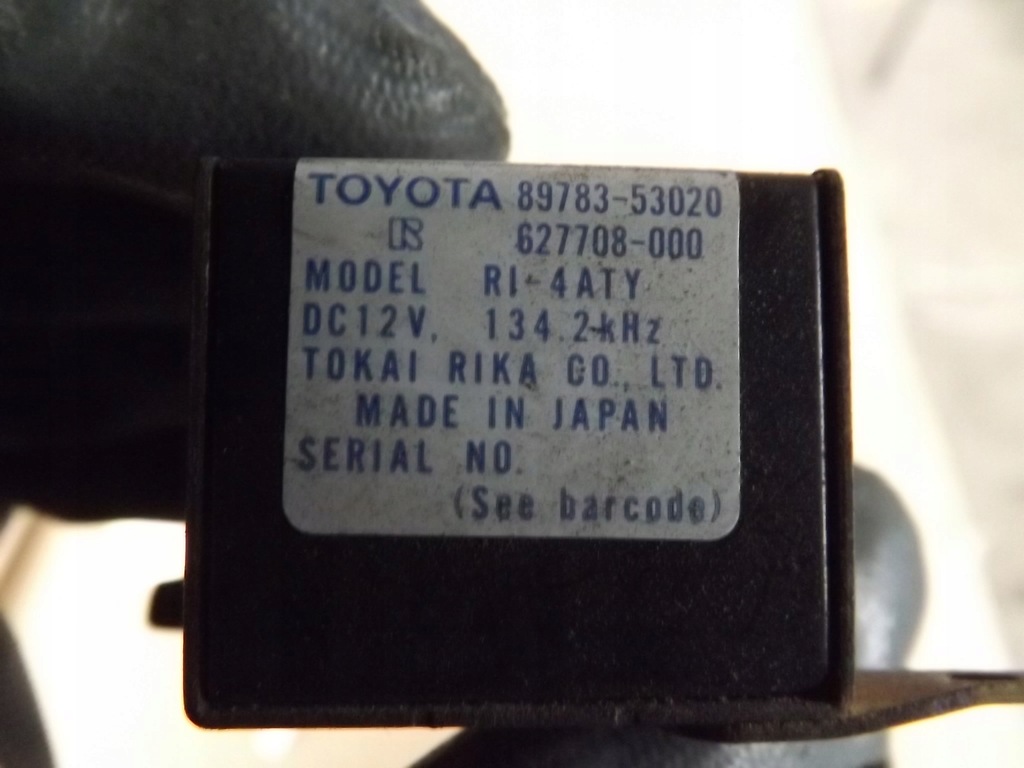 TOYOTA 89783-53020
627708-000
MODEL RI-4ATY
DC12V. 134.2kHz
TOKAI RIKA CO., LTD.
MADE IN JAPAN
SERIAL NO.
(See barcode)